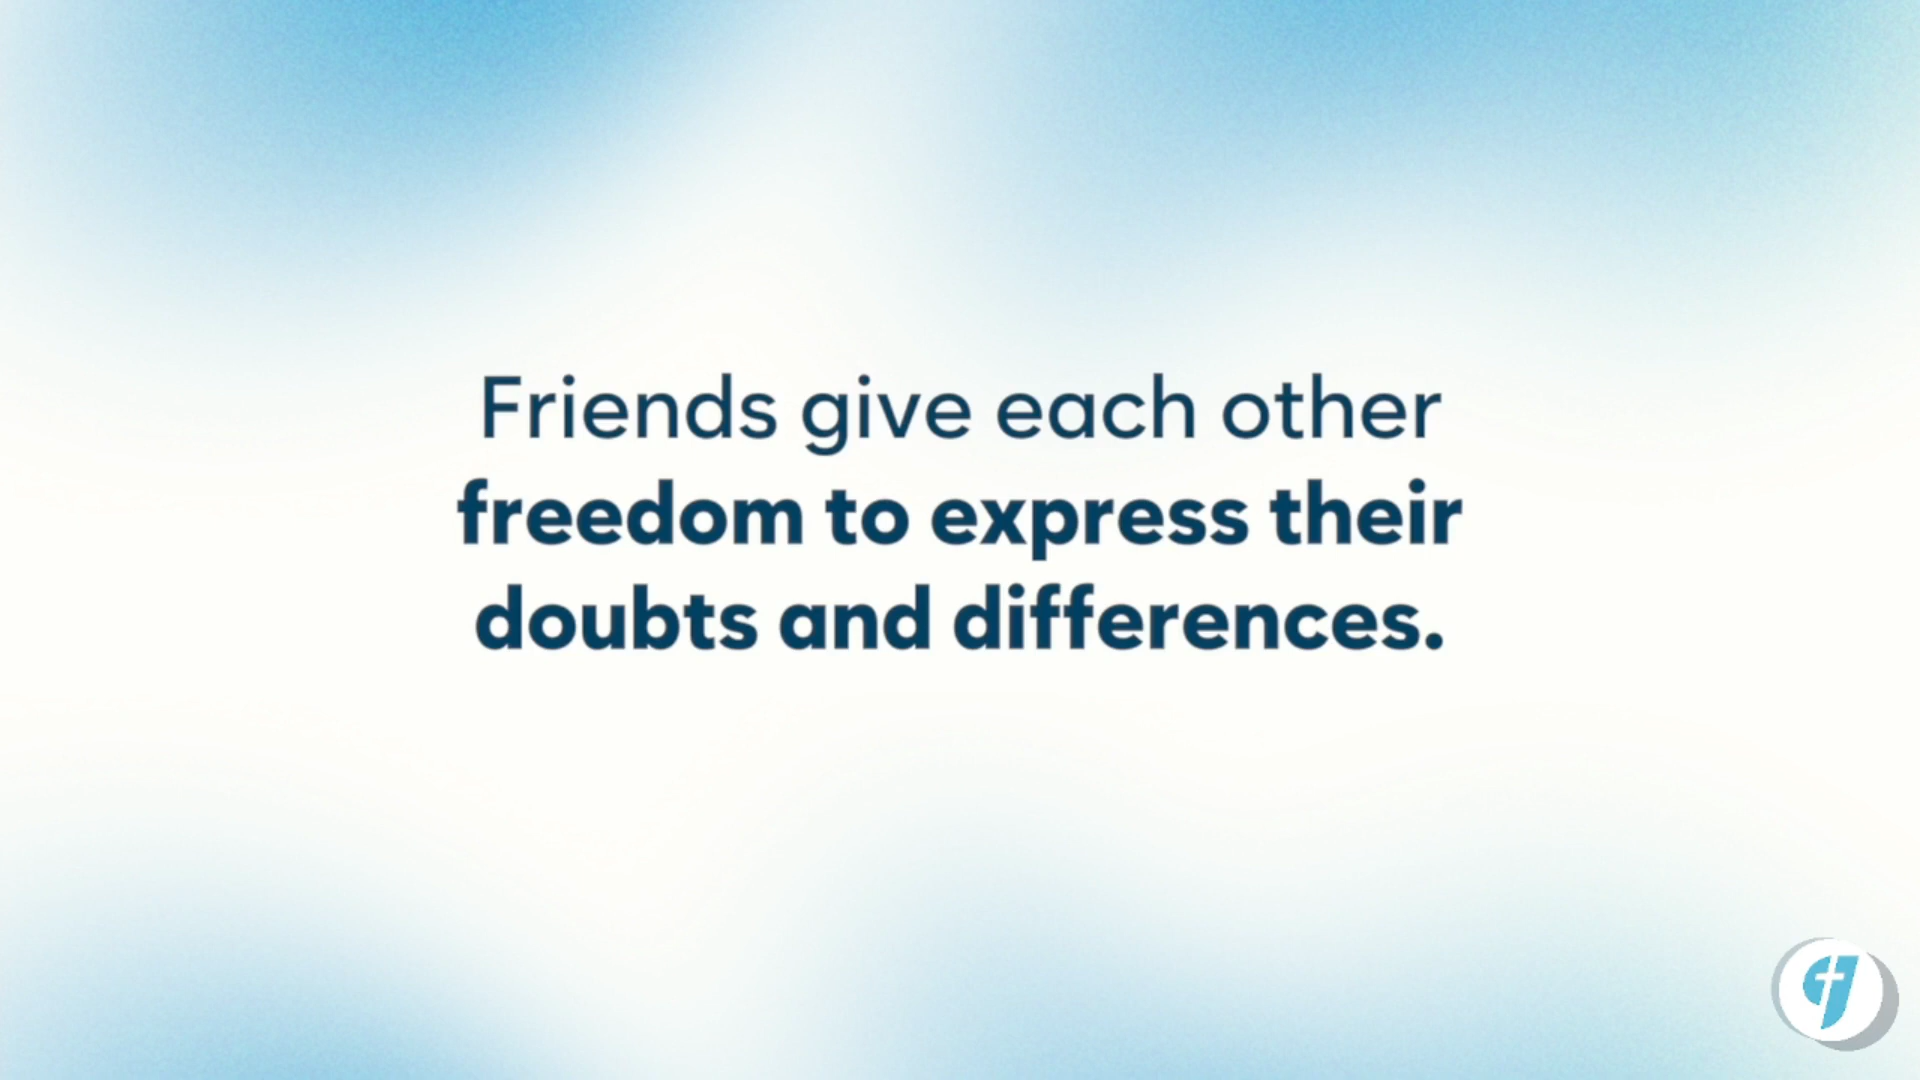 Friends give each other
freedom to express their
doubts and differences.